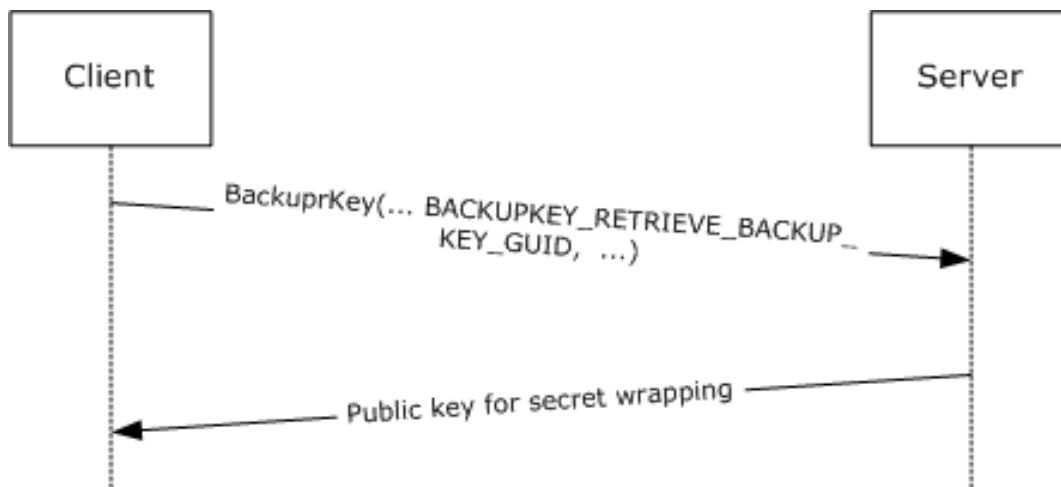 Client
Server
BackuprKey(... BACKUPKEY_RETRIEVE_BACKUP_
KEY_GUID, ...)
Public key for secret wrapping